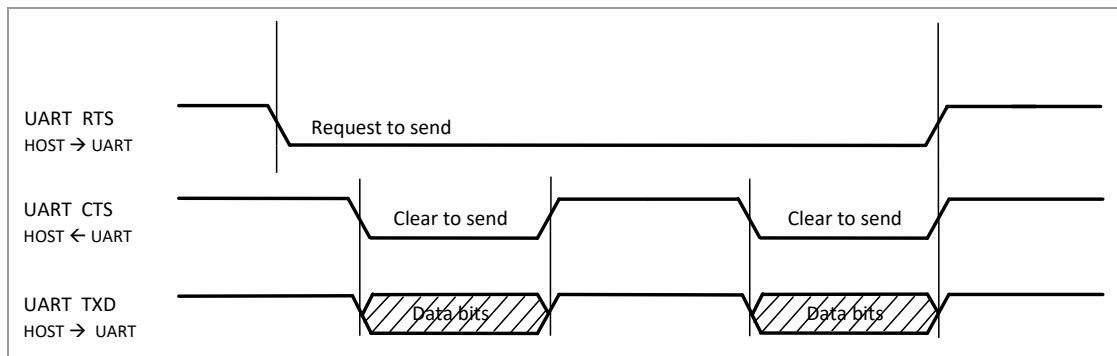 UART RTS
HOST → UART
Request to send
UART CTS
HOST ← UART
Clear to send
Clear to send
UART TXD
HOST → UART
Data bits
Data bits